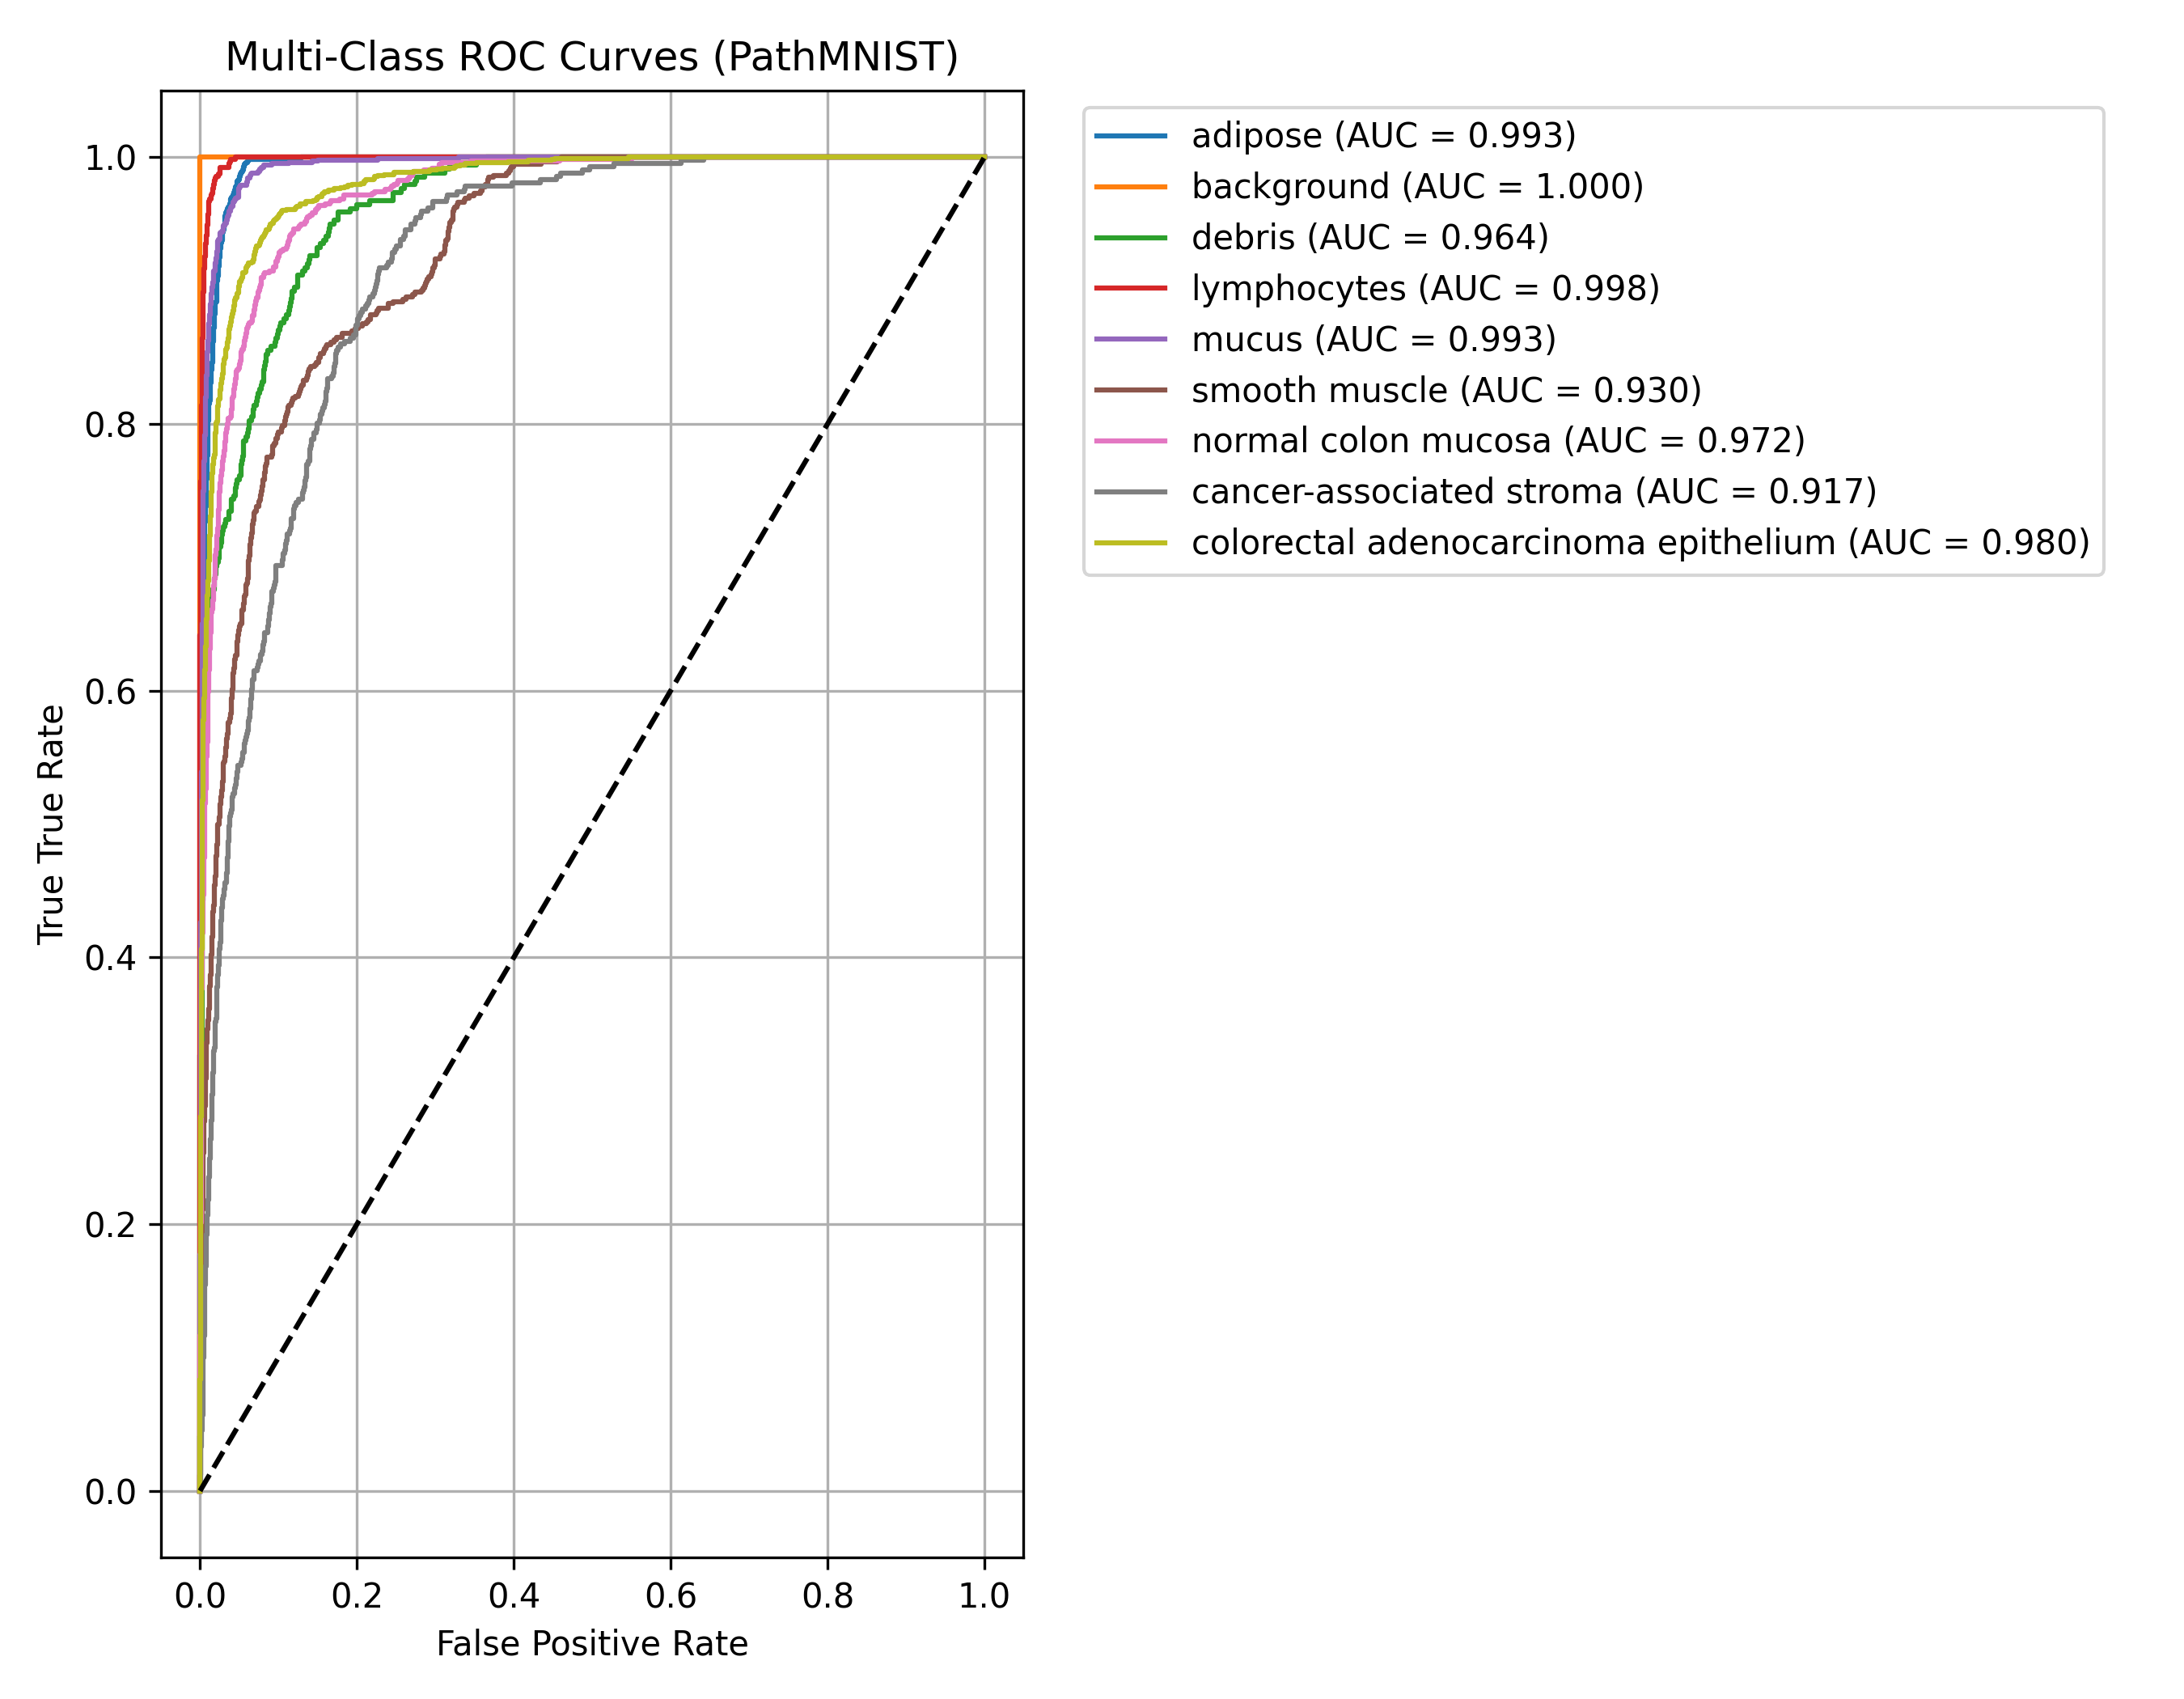 Multi-Class ROC Curves (PathMNIST)
True True Rate
1.0
0.8
0.6
0.4
0.2
0.0
0.0 0.2 0.4 0.6 0.8 1.0
False Positive Rate
adipose (AUC = 0.993)
background (AUC = 1.000)
debris (AUC = 0.964)
lymphocytes (AUC = 0.998)
mucus (AUC = 0.993)
smooth muscle (AUC = 0.930)
normal colon mucosa (AUC = 0.972)
cancer-associated stroma (AUC = 0.917)
colorectal adenocarcinoma epithelium (AUC = 0.980)